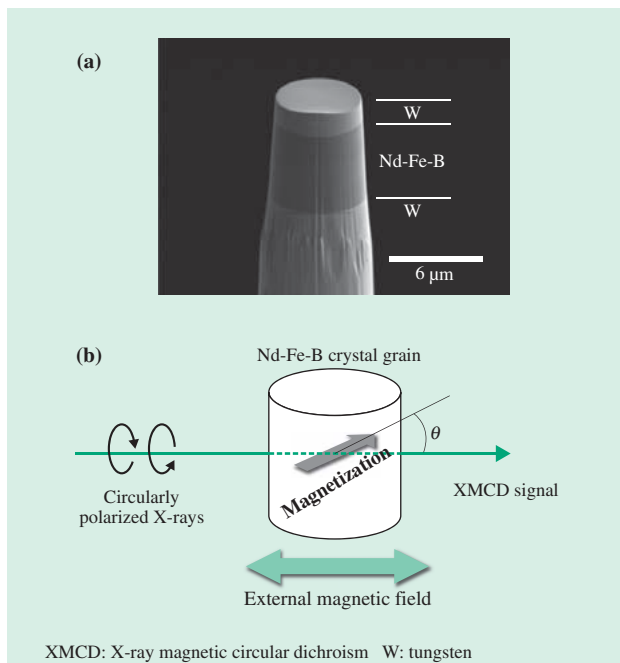 (a)
W
Nd-Fe-B
W
6 μm
(b)
Nd-Fe-B crystal grain
θ
Magnetization
Circularly
polarized X-rays
XMCD signal
External magnetic field
XMCD: X-ray magnetic circular dichroism W: tungsten